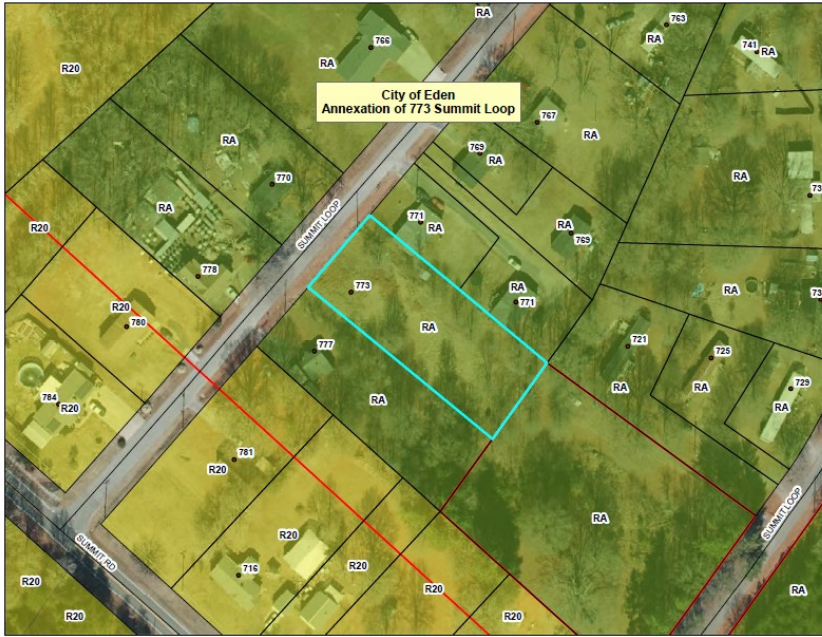 RA
763
766
741
RA
RA
R20
RA
City of Eden
Annexation of 773 Summit Loop
767
RA
769
RA
RA
RA
770
RA
771
RA
RA
769
SUMMIT LOOP
R20
778
773
RA
771
RA
R20
780
RA
721
725
777
RA
RA
729
784
R20
RA
RA
781
R20
RA
SUMMIT LOOP
R20
SUMMIT RD
716
R20
R20
R20
R20
R20
RA